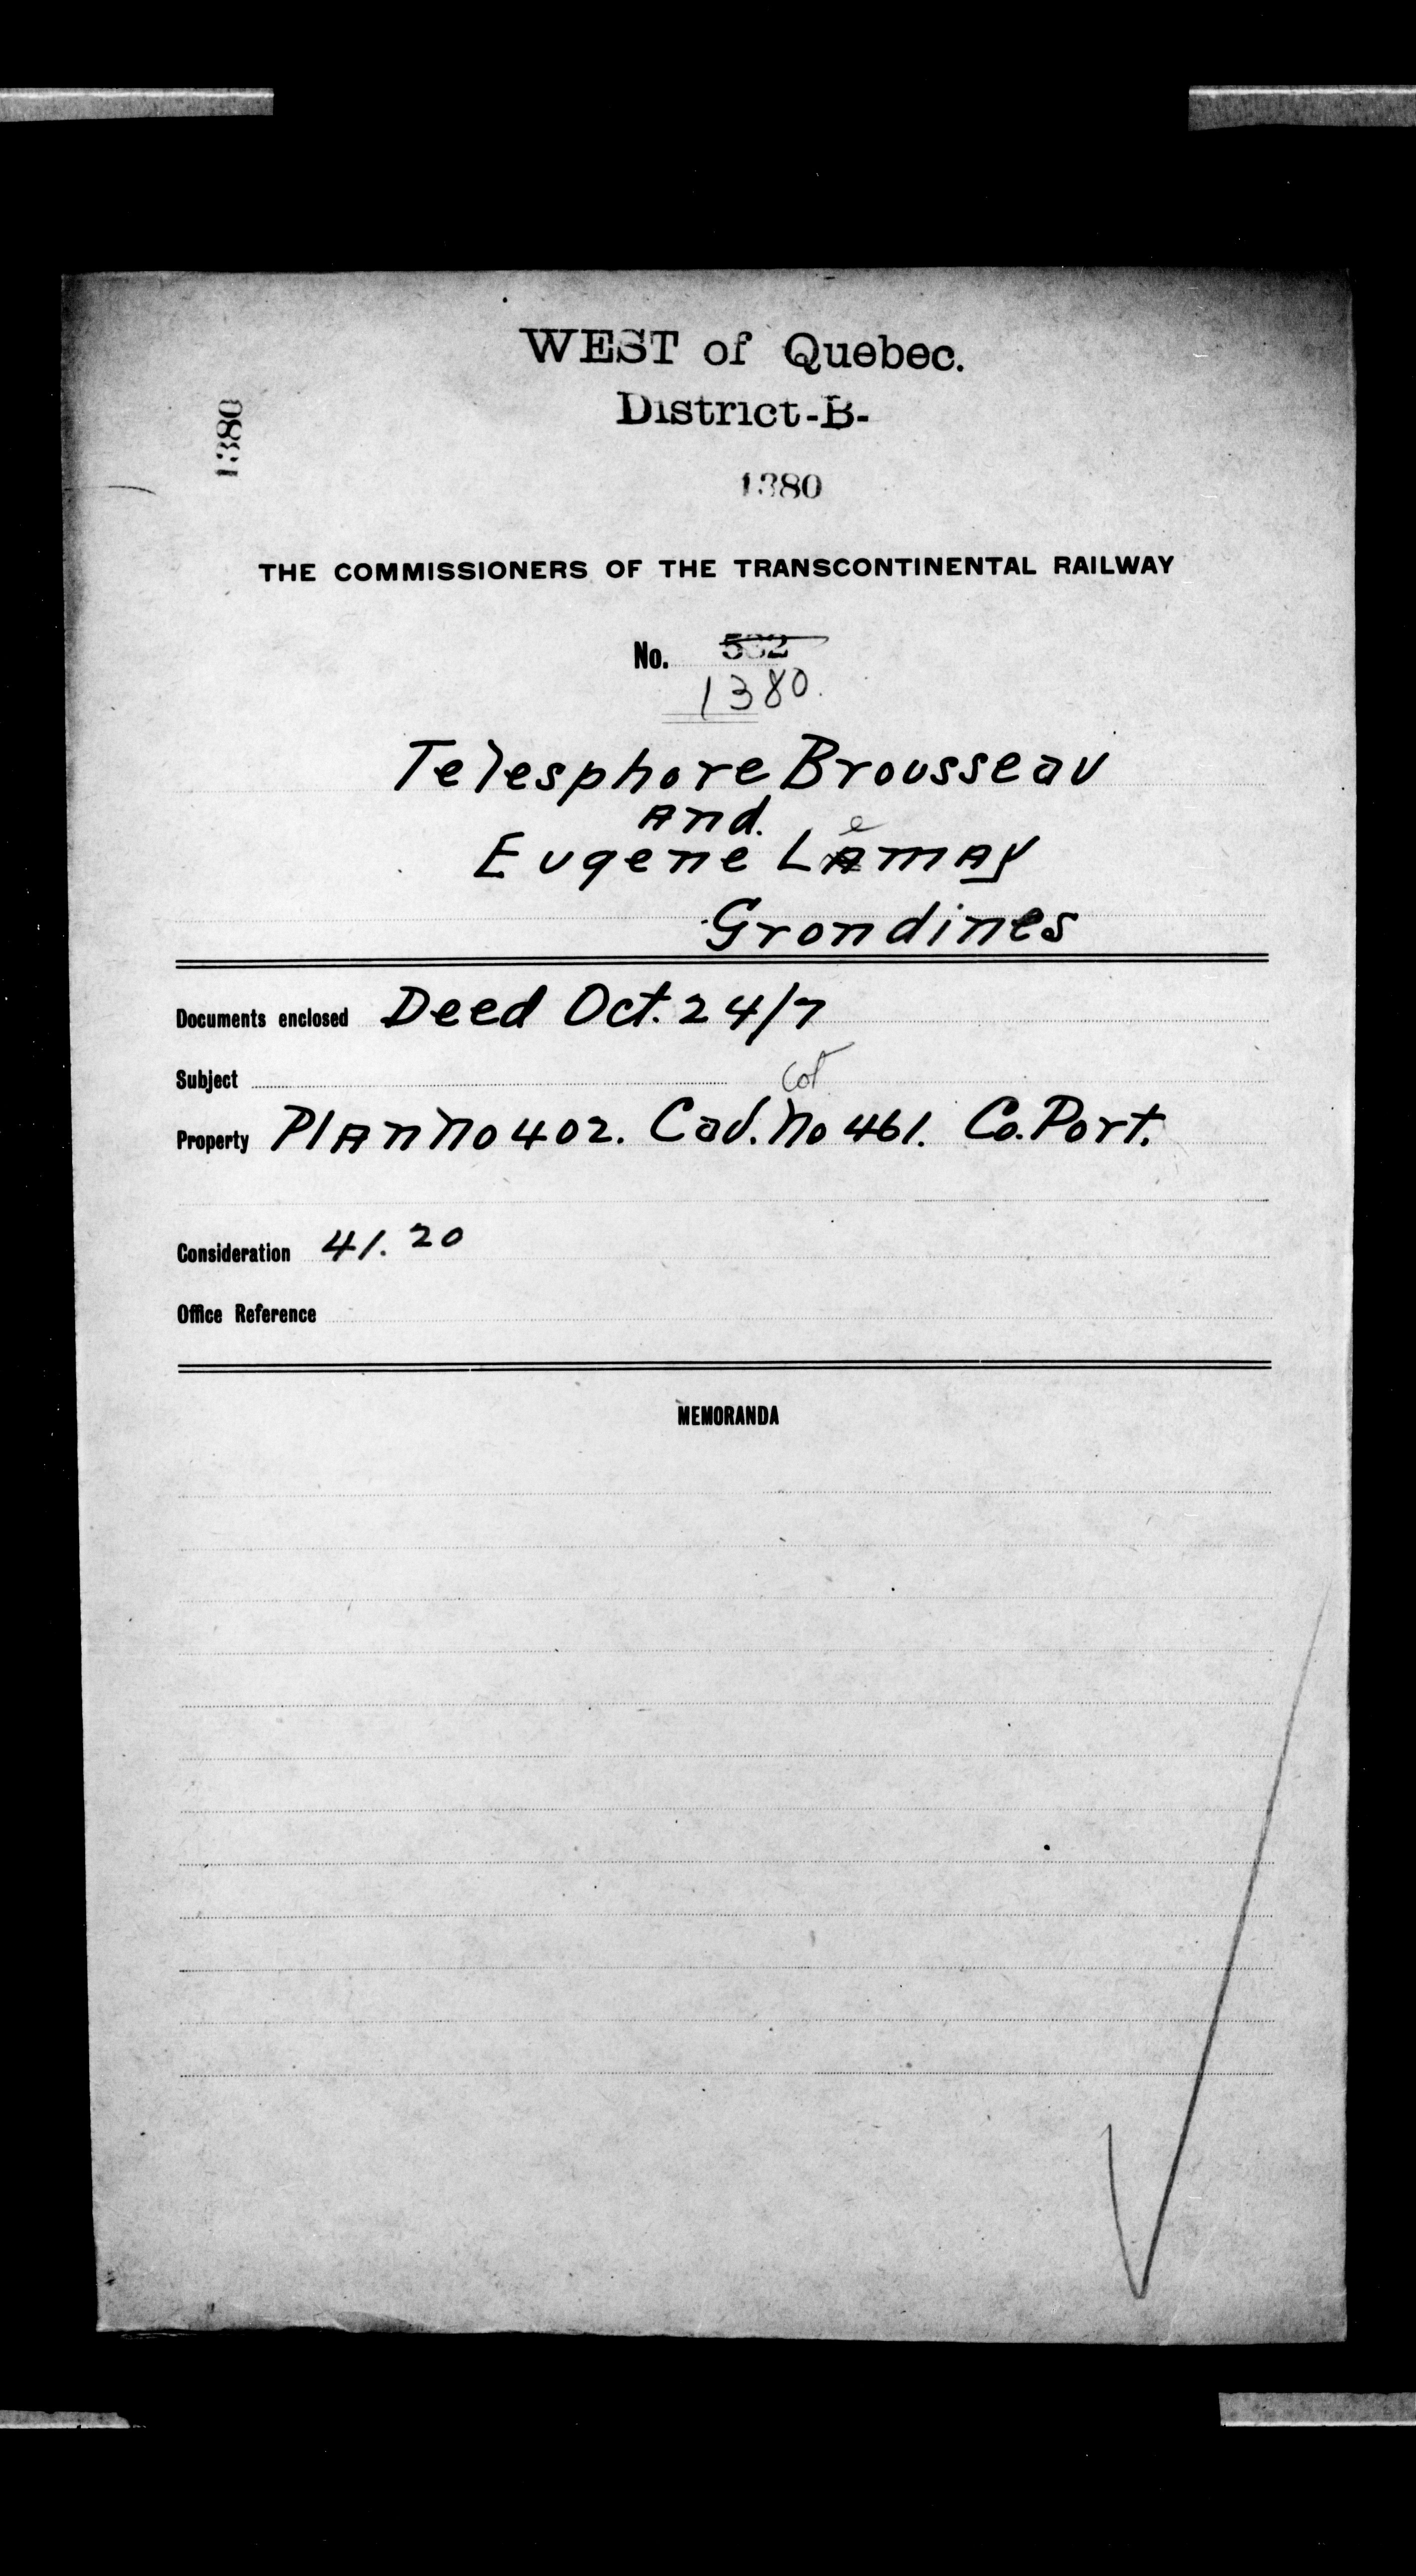 WEST of Quebec.
District-B-
1380
1380
THE COMMISSIONERS OF THE TRANSCONTINENTAL RAILWAY
No.
1380.
Telesphore Brousseau
And.
e
Eugene LAmAy
Grondines
Documents enclosed Deed Oct. 24/7
Subject
Property PlAn no 402. Cad. no 461. Co. Port.
Consideration 41.20
Office Reference
MEMORANDA